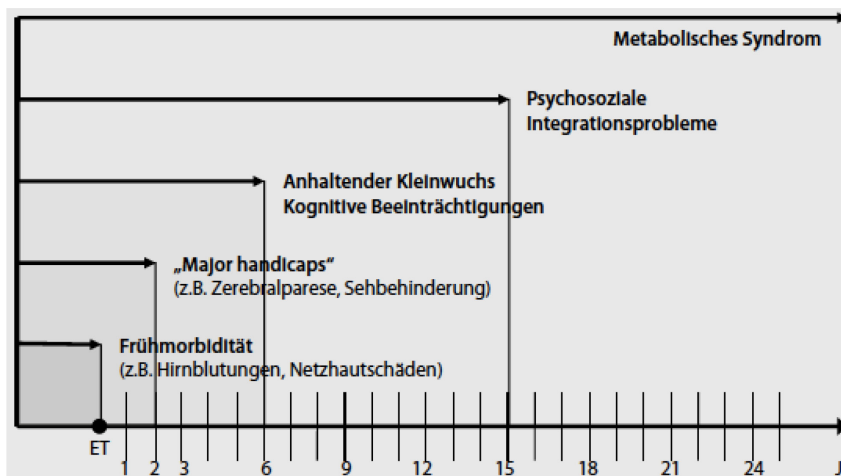 Metabolisches Syndrom
Psychosoziale
Integrationsprobleme
Anhaltender Kleinwuchs
Kognitive Beeinträchtigungen
„Major handicaps“
(z.B. Zerebralparese, Sehbehinderung)
Frühmorbidität
(z.B. Hirnblutungen, Netzhautschäden)
ET
1 2 3 6 9 12 15 18 21 24 J